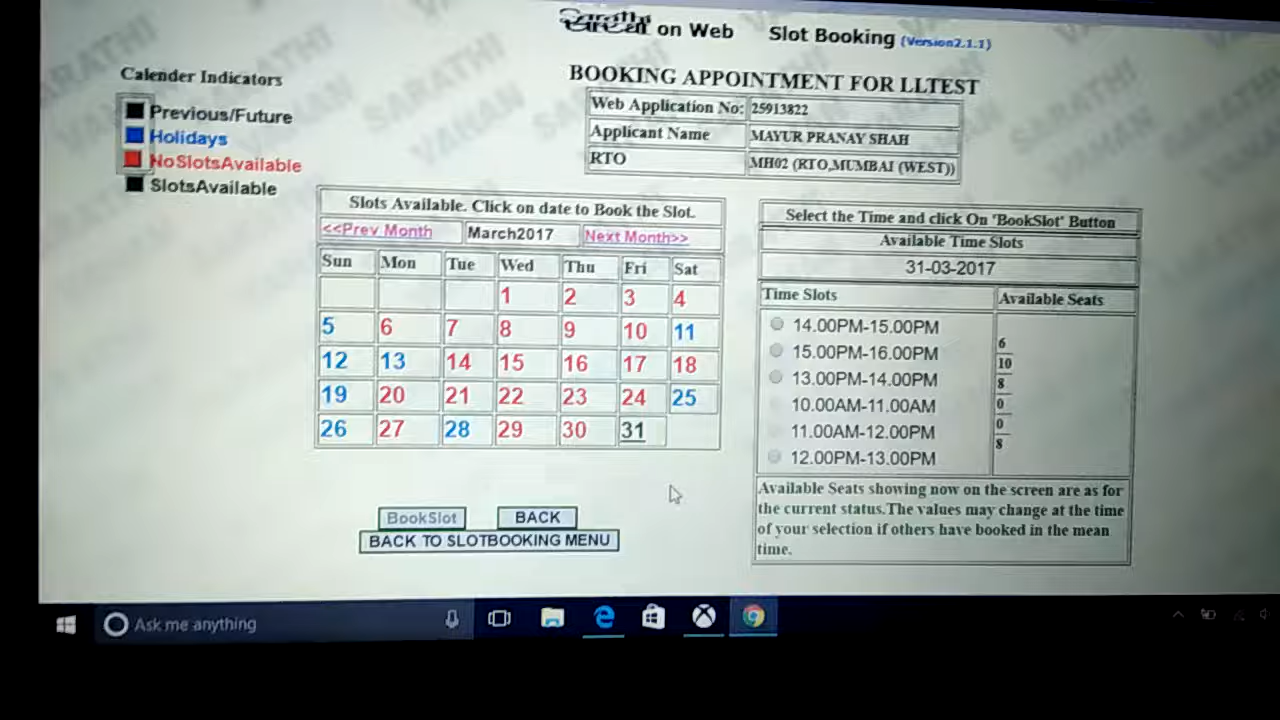 Sarathi on Web Slot Booking (Version2.1.1)
Calender Indicators
Previous/Future
Holidays
NoSlotsAvailable
SlotsAvailable
BOOKING APPOINTMENT FOR LLTEST
Web Application No: 25913822
Applicant Name MAYUR PRANAY SHAH
RTO MH02 (RTO,MUMBAI (WEST))
Slots Available. Click on date to Book the Slot.
<<Prev Month March2017 Next Month>>
Sun Mon Tue Wed Thu Fri Sat
1 2 3 4
5 6 7 8 9 10 11
12 13 14 15 16 17 18
19 20 21 22 23 24 25
26 27 28 29 30 31
BookSlot BACK
BACK TO SLOTBOOKING MENU
Select the Time and click On 'BookSlot' Button
Available Time Slots
31-03-2017
Time Slots Available Seats
14.00PM-15.00PM 6
15.00PM-16.00PM 10
13.00PM-14.00PM 8
10.00AM-11.00AM 0
11.00AM-12.00PM 0
12.00PM-13.00PM 8
Available Seats showing now on the screen are as for
the current status.The values may change at the time
of your selection if others have booked in the mean
time.
Ask me anything
SARATHI
VAHAN